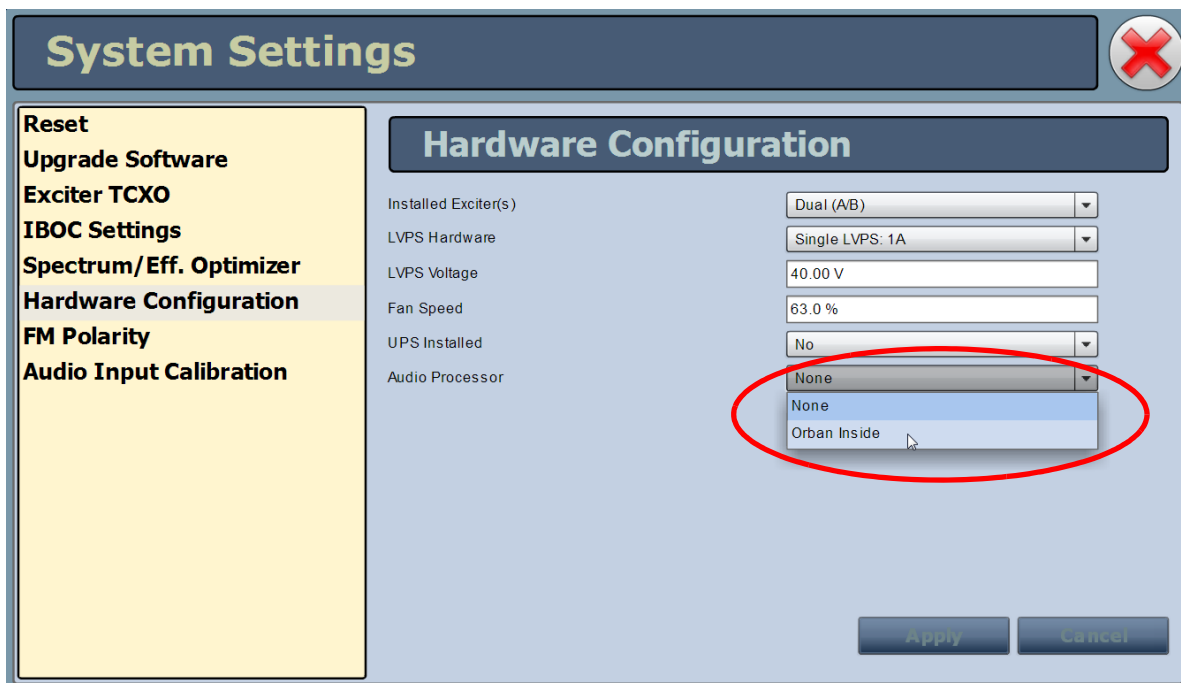 System Settings
Reset
Upgrade Software
Exciter TCXO
IBOC Settings
Spectrum/Eff. Optimizer
Hardware Configuration
FM Polarity
Audio Input Calibration
Hardware Configuration
Installed Exciter(s) Dual (A/B)
LVPS Hardware Single LVPS: 1A
LVPS Voltage 40.00 V
Fan Speed 63.0 %
UPS Installed No
Audio Processor None
None
Orban Inside
Apply Cancel